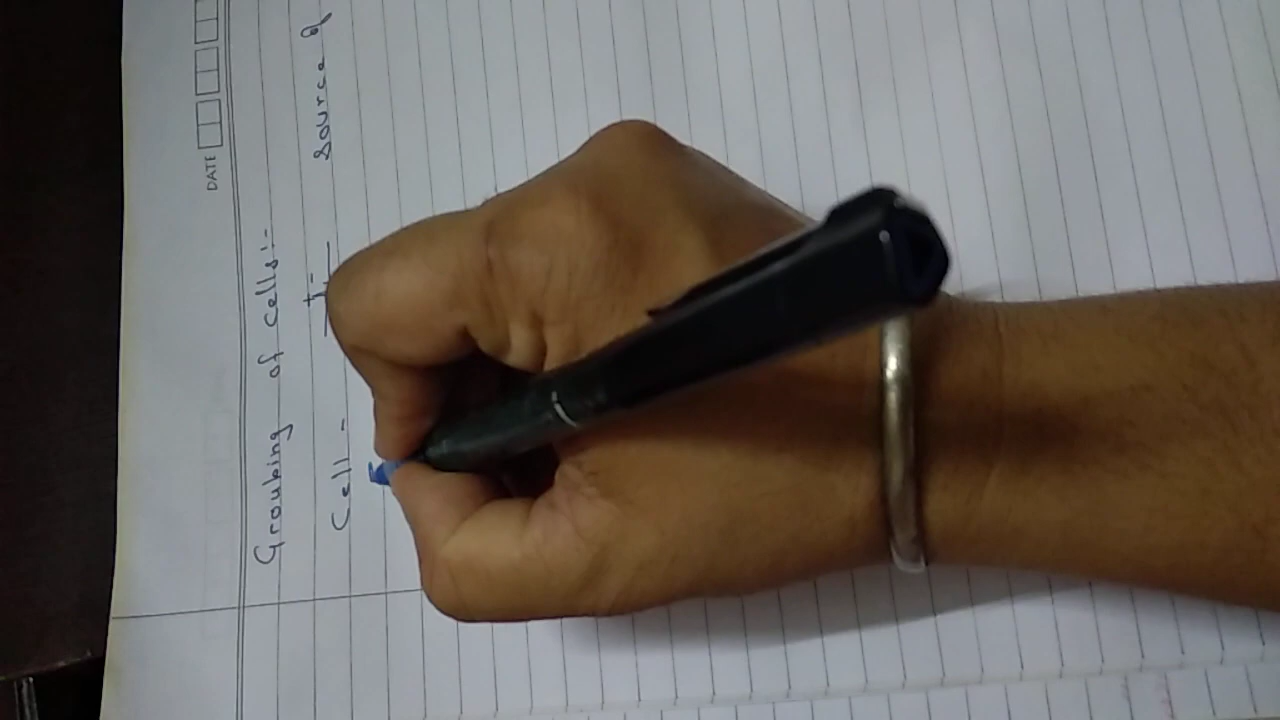 DATE
Grouping of cells:-
Cell - source of